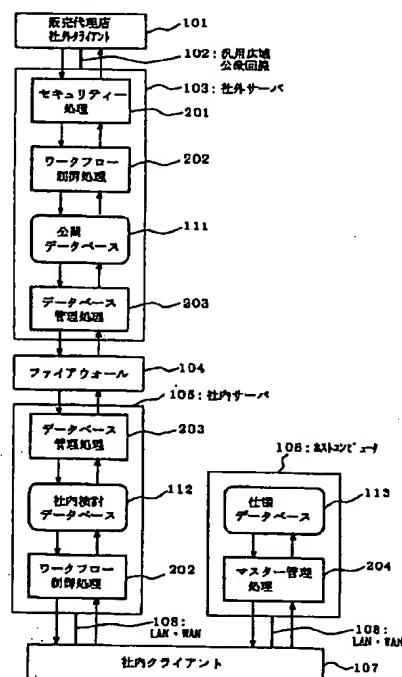 販売代理店
社外クライアント
101
102:汎用広域
公衆回線
103:社外サーバ
セキュリティー
処理
201
ワークフロー
制御処理
202
公開
データベース
111
データベース
管理処理
203
ファイアウォール
104
105:社内サーバ
データベース
管理処理
203
社内検討
データベース
112
ワークフロー
制御処理
202
108:
LAN・WAN
106:ホストコンピュータ
仕様
データベース
113
マスター管理
処理
204
108:
LAN・WAN
社内クライアント
107